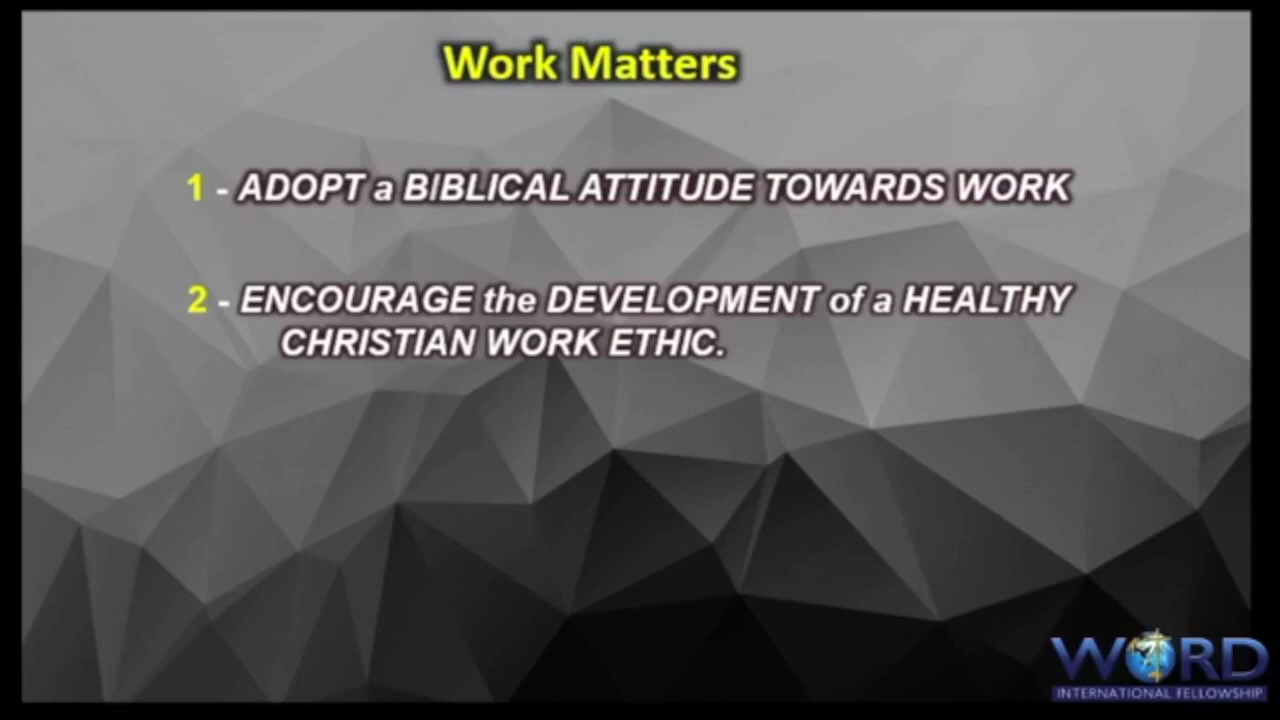 Work Matters
1 - ADOPT a BIBLICAL ATTITUDE TOWARDS WORK
2 - ENCOURAGE the DEVELOPMENT of a HEALTHY
CHRISTIAN WORK ETHIC.
WORD
INTERNATIONAL FELLOWSHIP